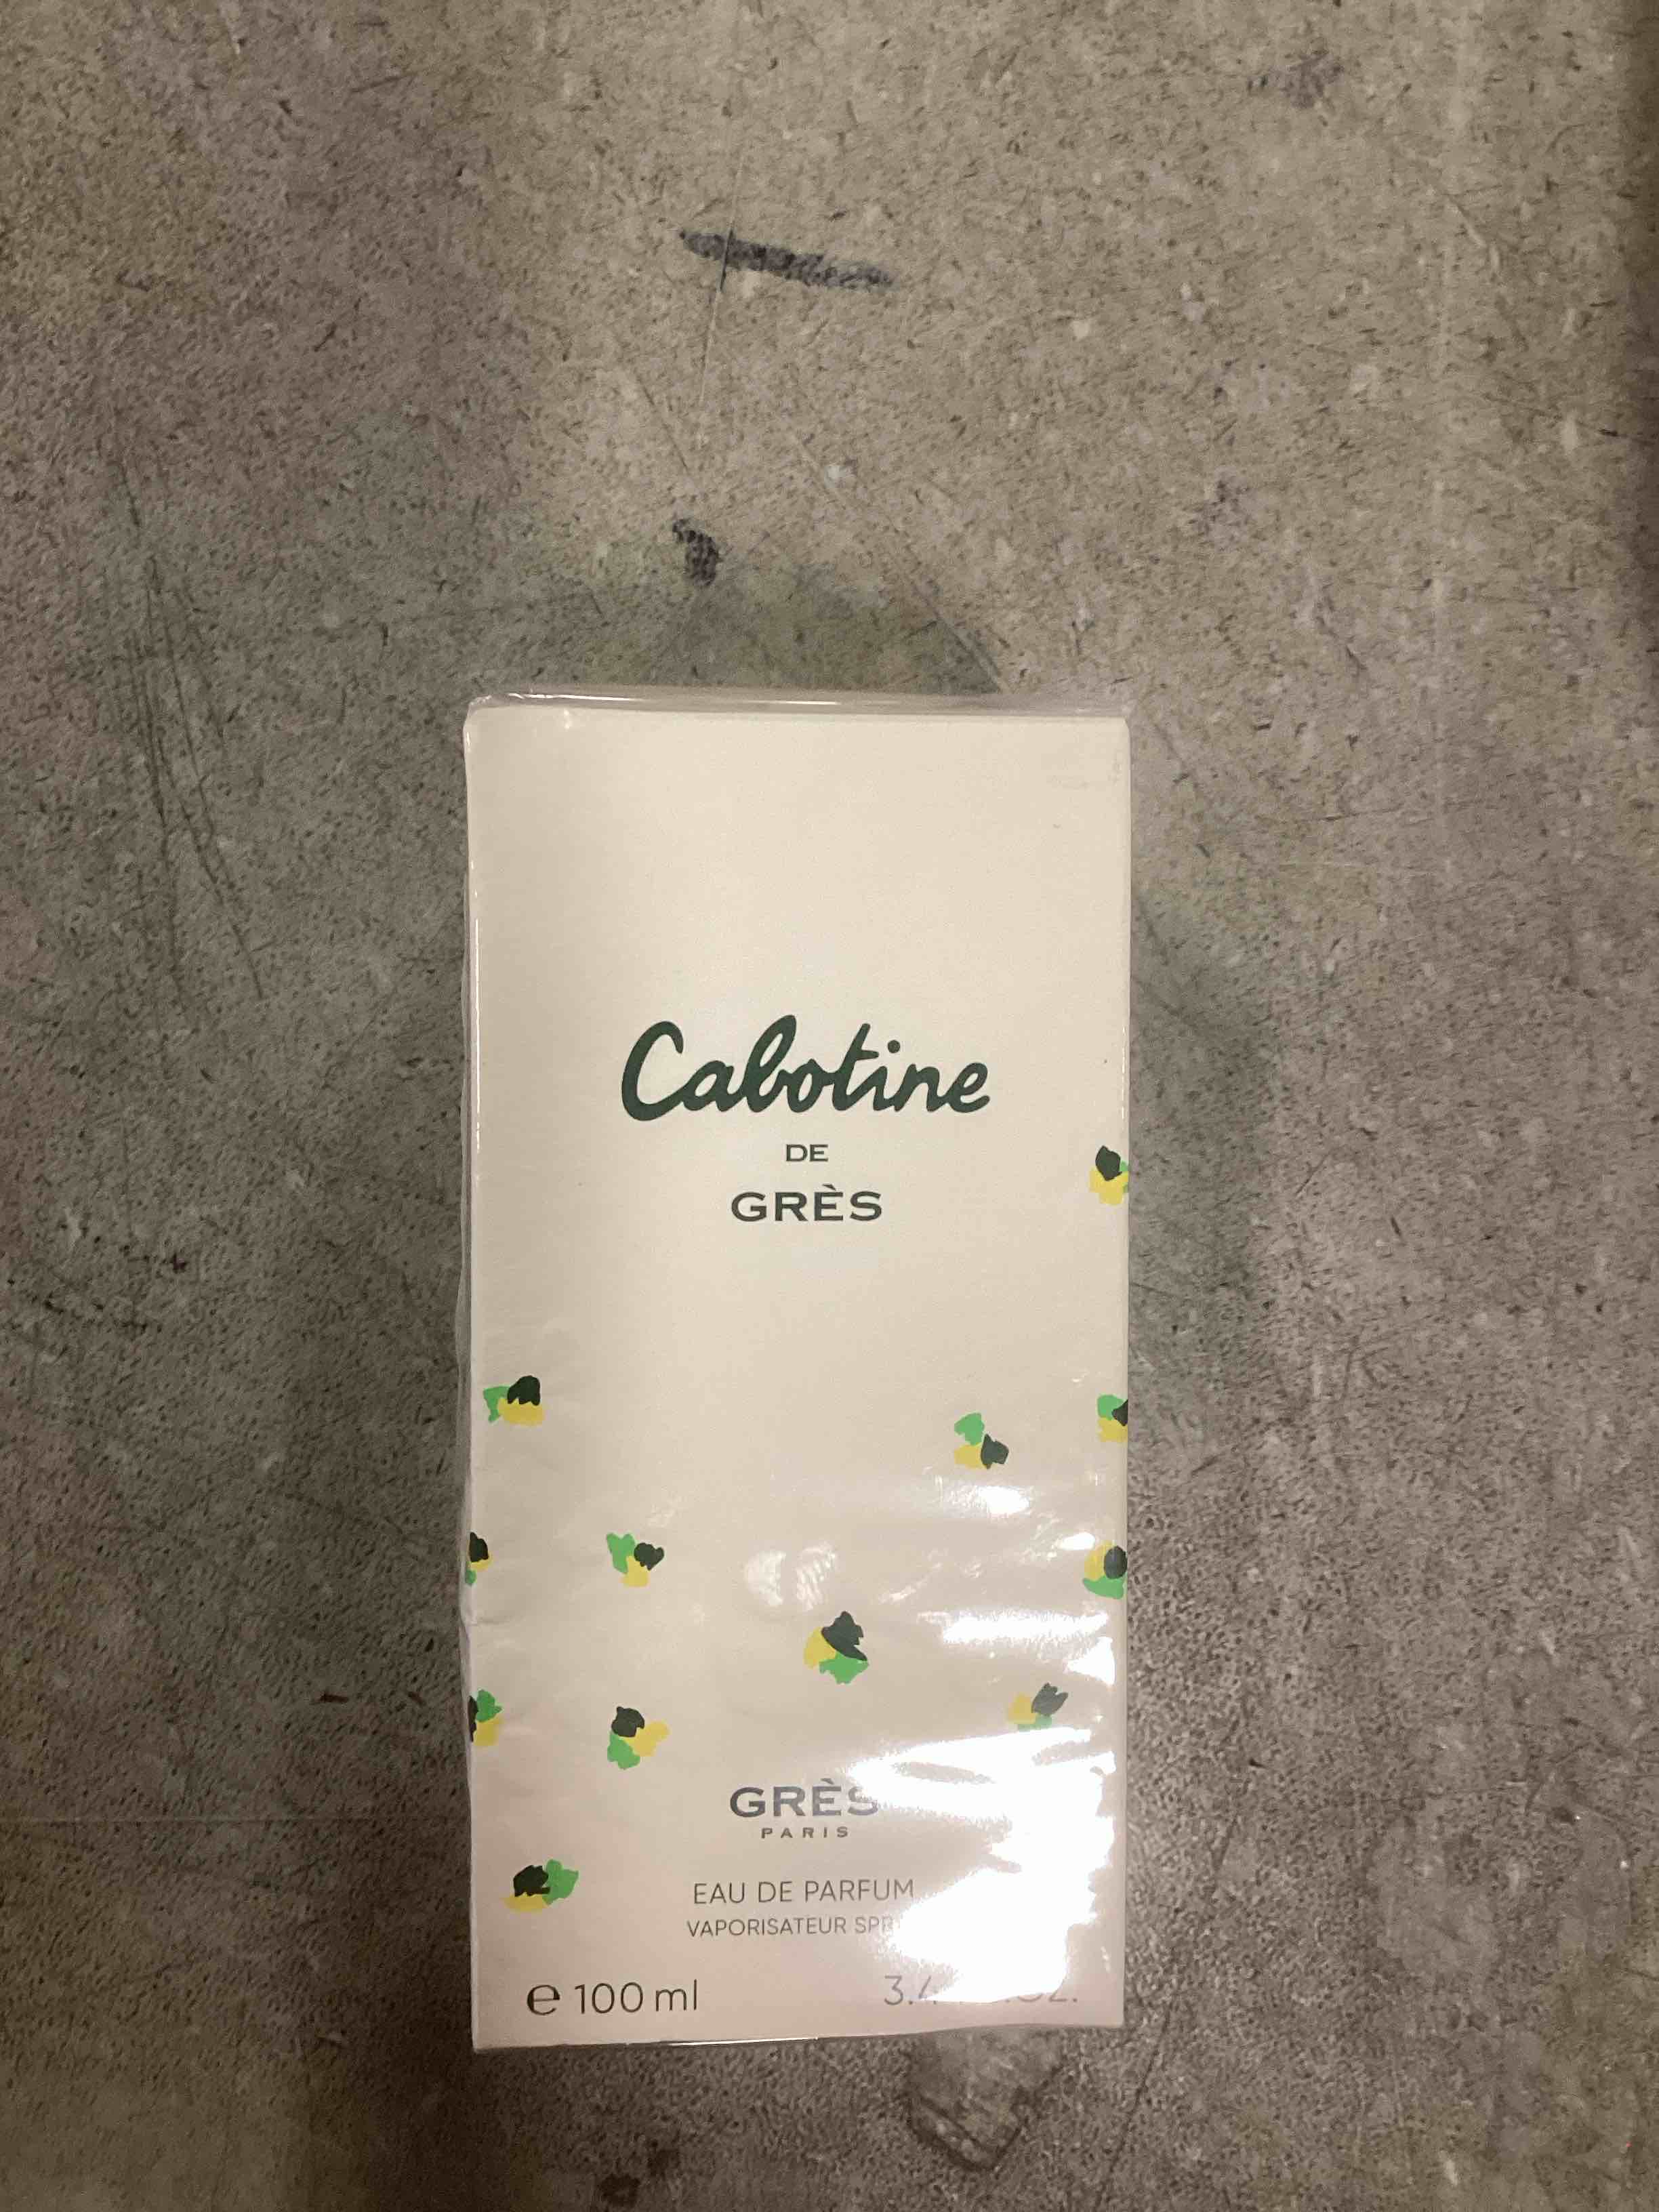 Cabotine
DE
GRÈS
GRÈS
PARIS
EAU DE PARFUM
VAPORISATEUR
e 100 ml